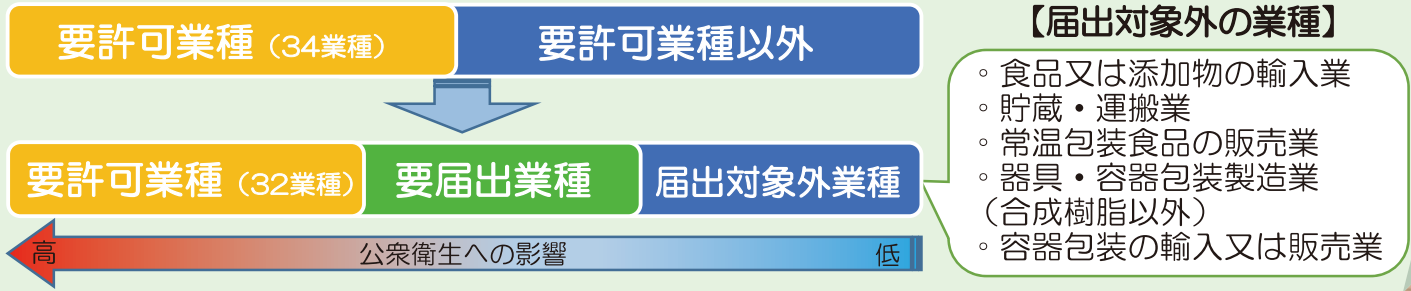 要許可業種（34業種）
要許可業種以外
要許可業種（32業種）
要届出業種
届出対象外業種
高
公衆衛生への影響
低
【届出対象外の業種】
◦食品又は添加物の輸入業
◦貯蔵・運搬業
◦常温包装食品の販売業
◦器具・容器包装製造業
（合成樹脂以外）
◦容器包装の輸入又は販売業